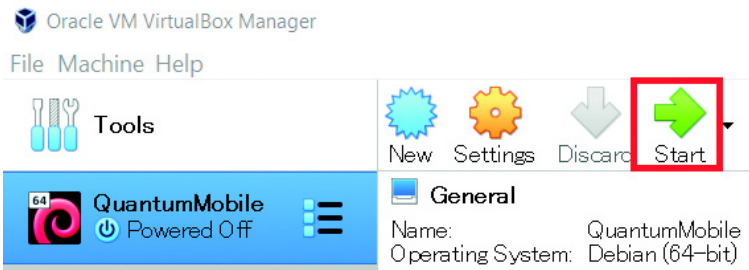 Oracle VM VirtualBox Manager
File Machine Help
Tools
New Settings Discard Start
64
QuantumMobile
Powered Off
General
Name: QuantumMobile
Operating System: Debian (64-bit)